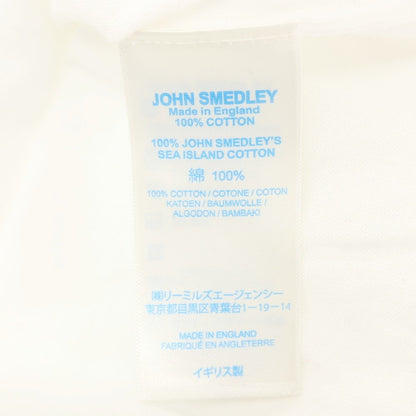 JOHN SMEDLEY
Made in England
100% COTTON
100% JOHN SMEDLEY'S
SEA ISLAND COTTON
綿 100%
100% COTTON / COTONE / COTON
KATOEN / BAUMWOLLE /
ALGODON / BAMBAKI
㈱リーミルズエージェンシー
東京都目黒区青葉台1-19-14
MADE IN ENGLAND
FABRIQUÉ EN ANGLETERRE
イギリス製